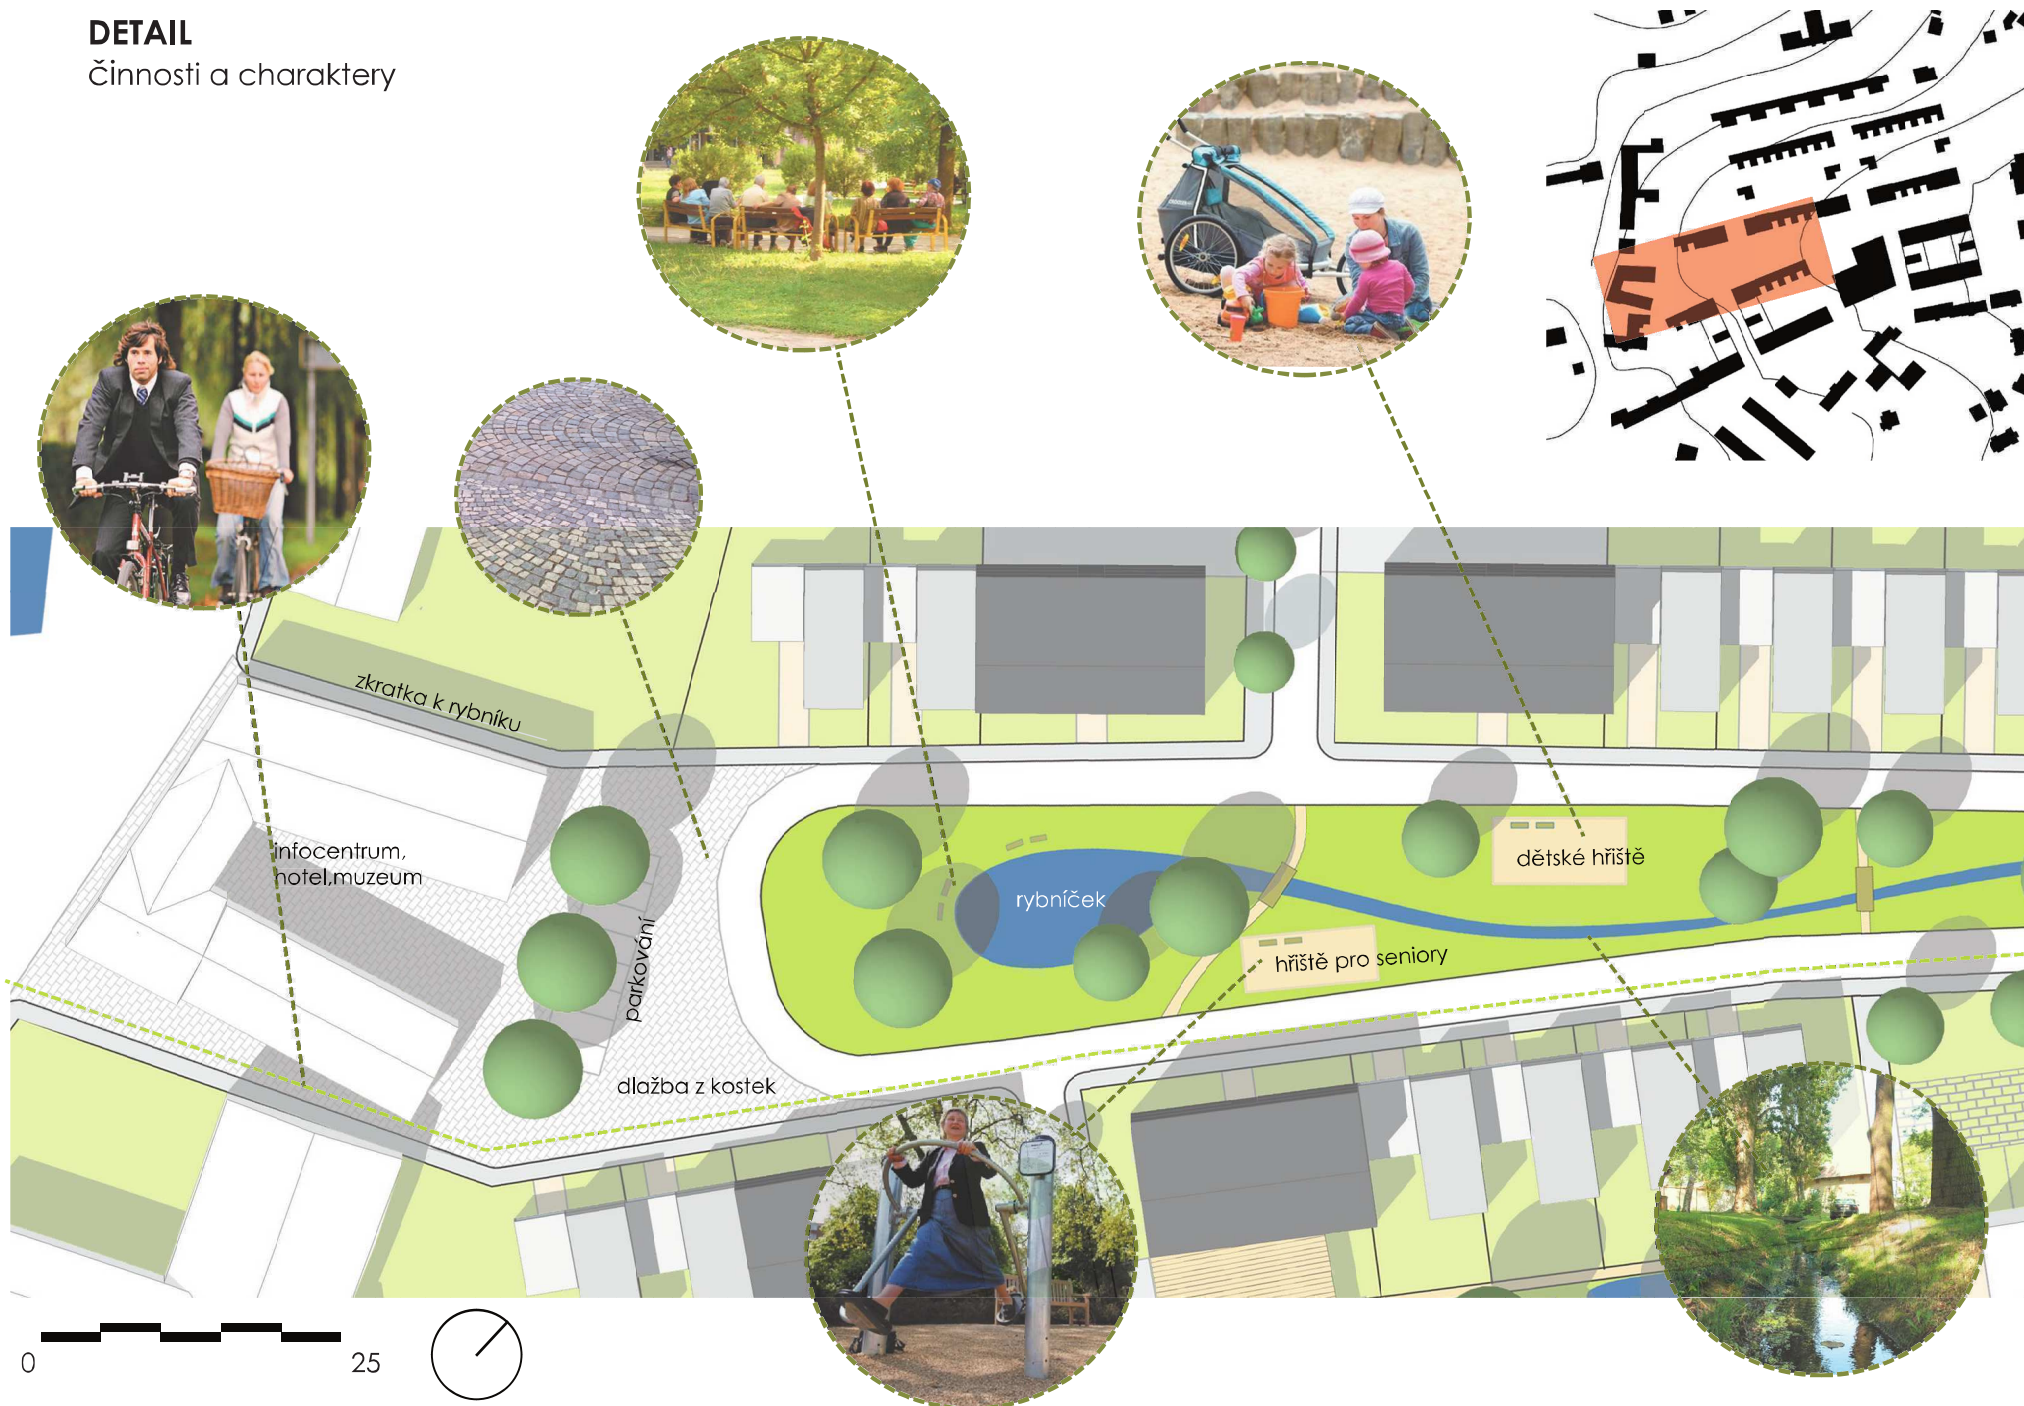 DETAIL
činnosti a charaktery
zkratka k rybníku
infocentrum,
hotel,muzeum
parkování
dlažba z kostek
rybníček
dětské hřiště
hřiště pro seniory
0
25